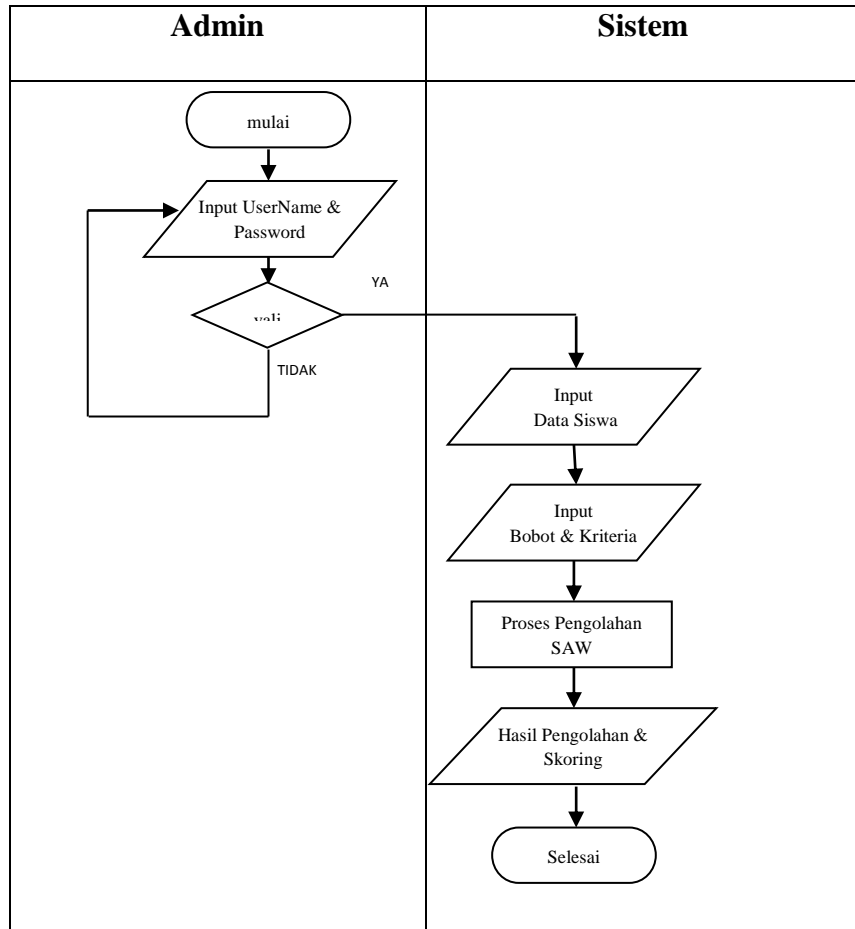 Admin
Sistem
mulai
Input UserName &
Password
YA
TIDAK
Input
Data Siswa
Input
Bobot & Kriteria
Proses Pengolahan
SAW
Hasil Pengolahan &
Skoring
Selesai